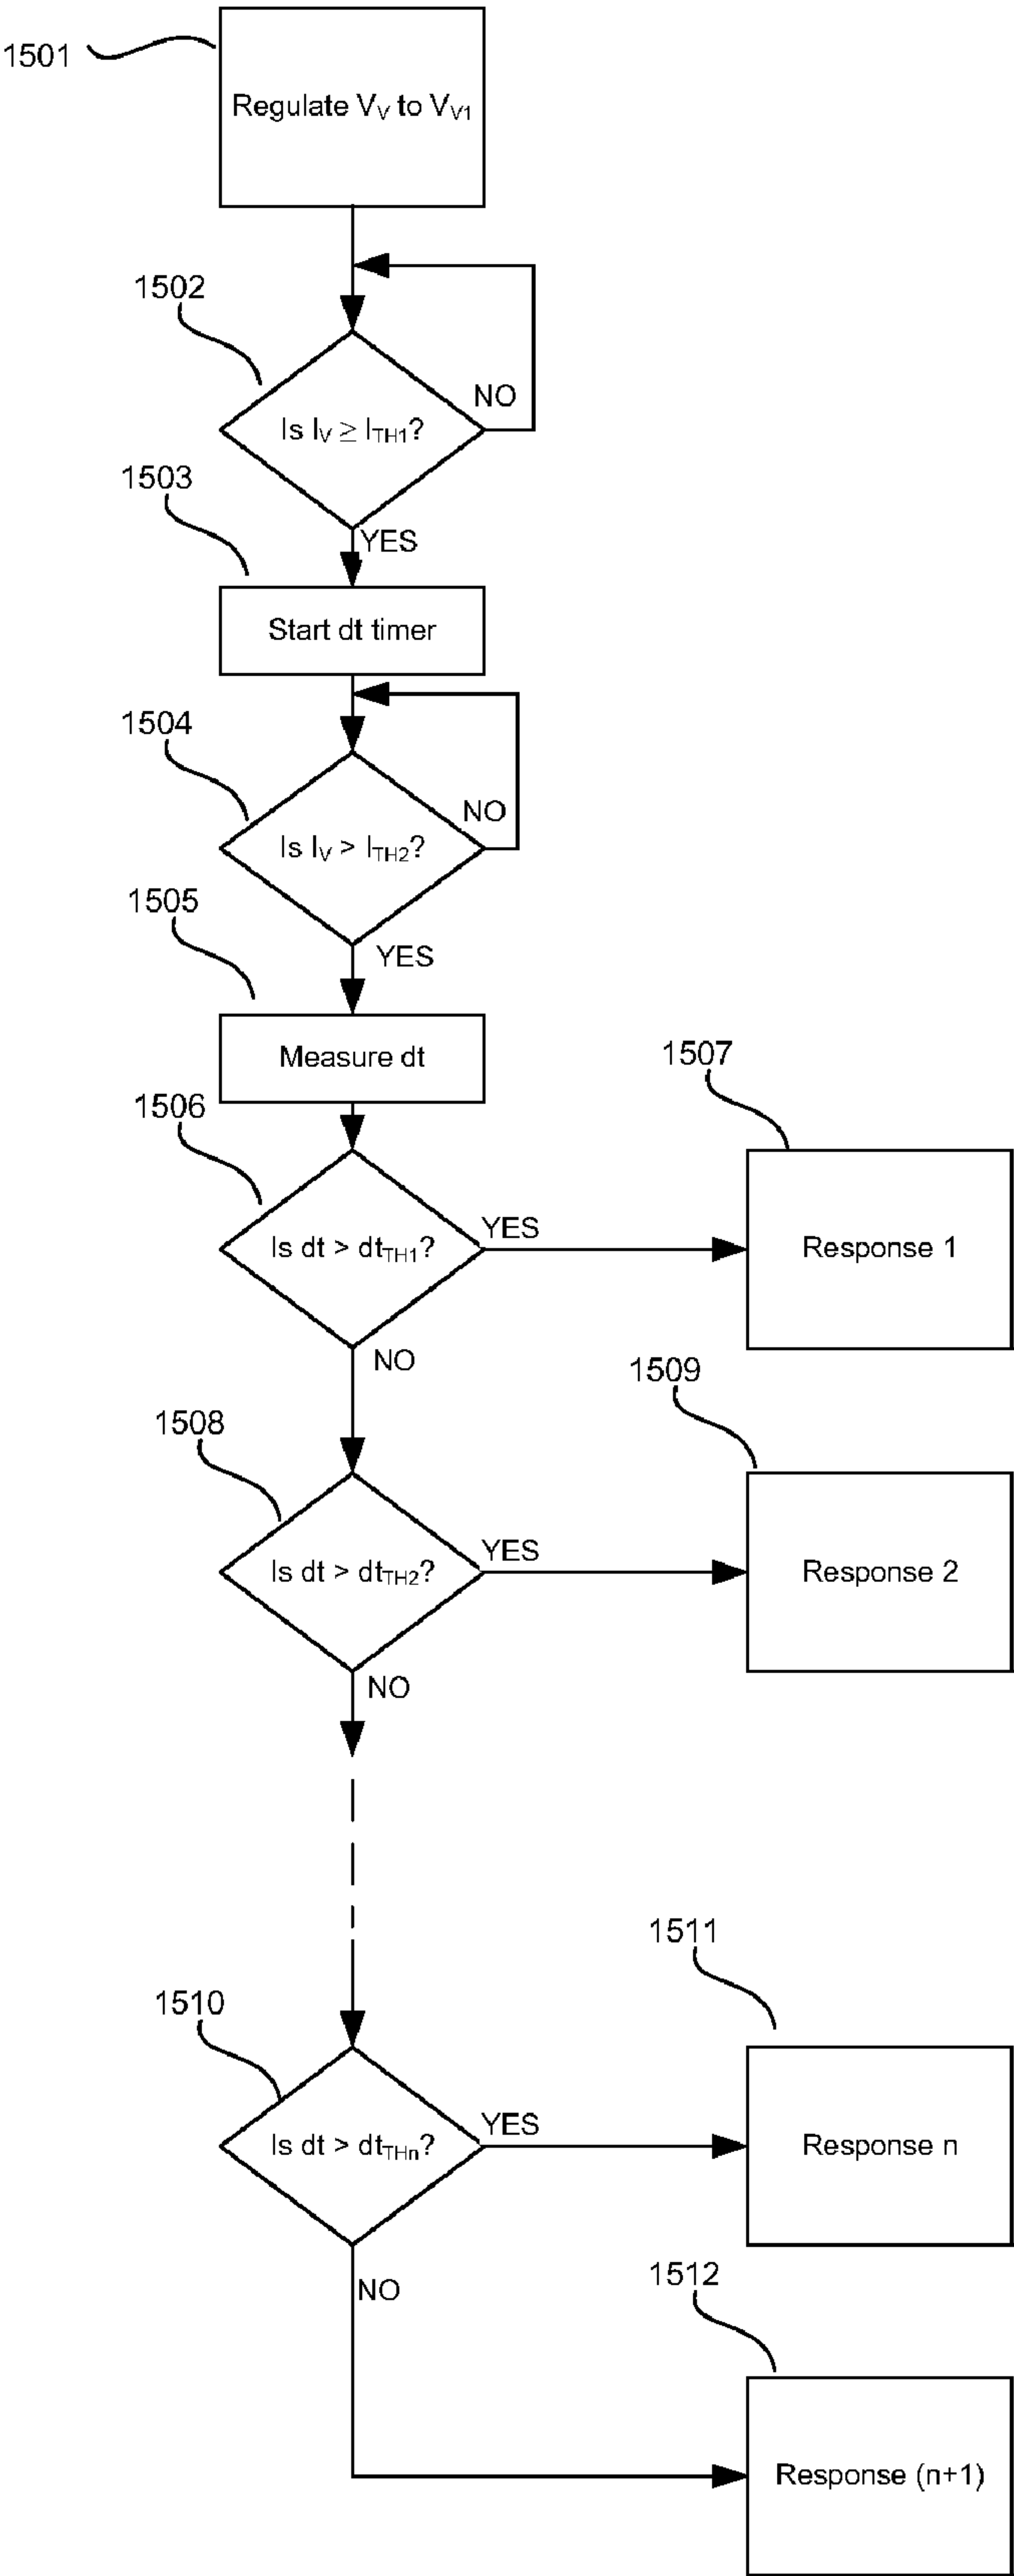 1501
Regulate V_V to V_V1
1502
NO
Is I_V ≥ I_TH1?
1503
YES
Start dt timer
1504
NO
Is I_V > I_TH2?
1505
YES
Measure dt
1507
1506
YES
Is dt > dt_TH1?
Response 1
NO
1509
1508
YES
Is dt > dt_TH2?
Response 2
NO
1511
1510
YES
Is dt > dt_THn?
Response n
NO
1512
Response (n+1)